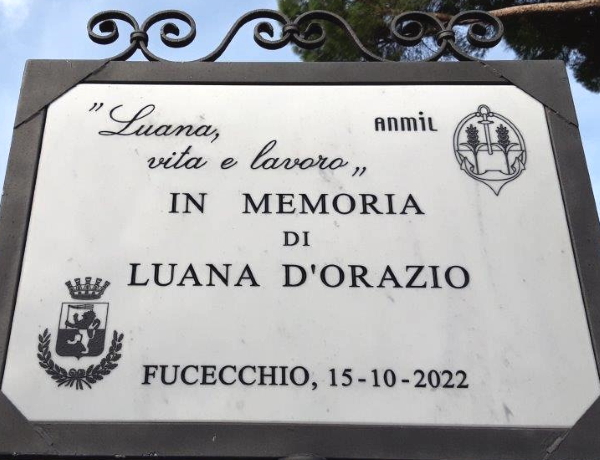 "Luana,
vita e lavoro„
ANMIL
IN MEMORIA
DI
LUANA D'ORAZIO
FUCECCHIO, 15-10-2022